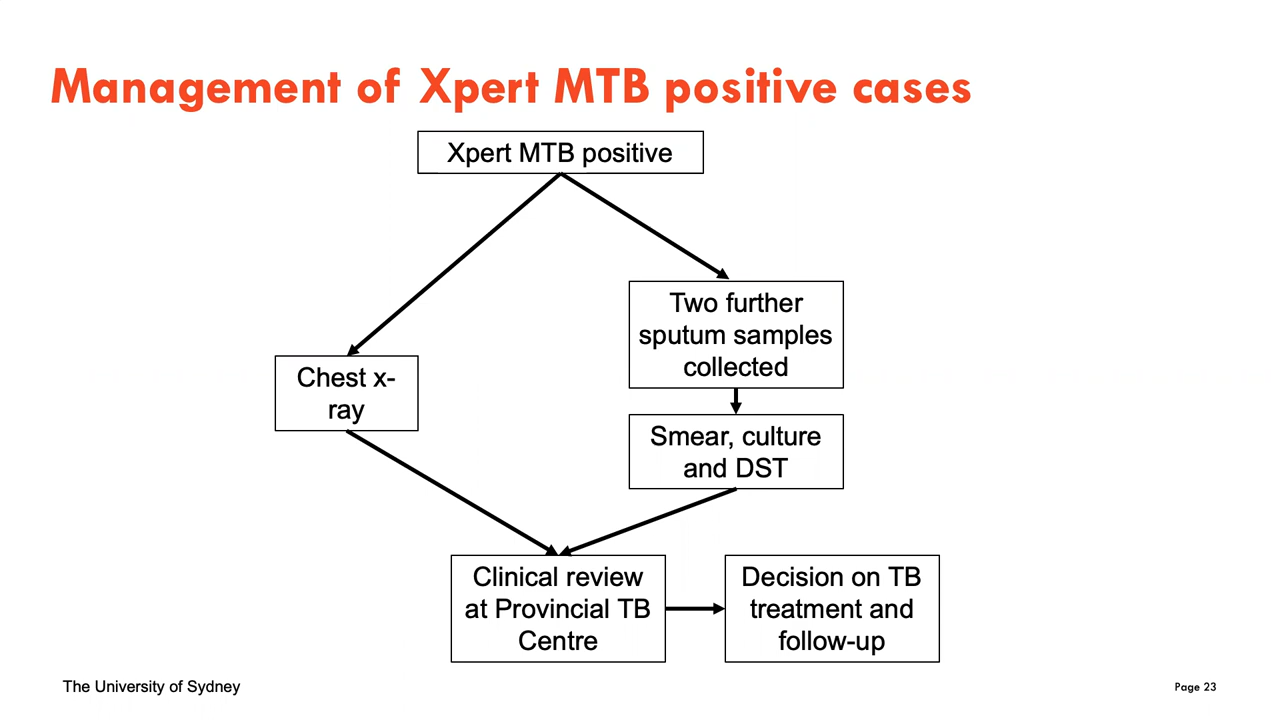 Management of Xpert MTB positive cases
Xpert MTB positive
Two further
sputum samples
collected
Chest x-
ray
Smear, culture
and DST
Clinical review
at Provincial TB
Centre
Decision on TB
treatment and
follow-up
The University of Sydney
Page 23